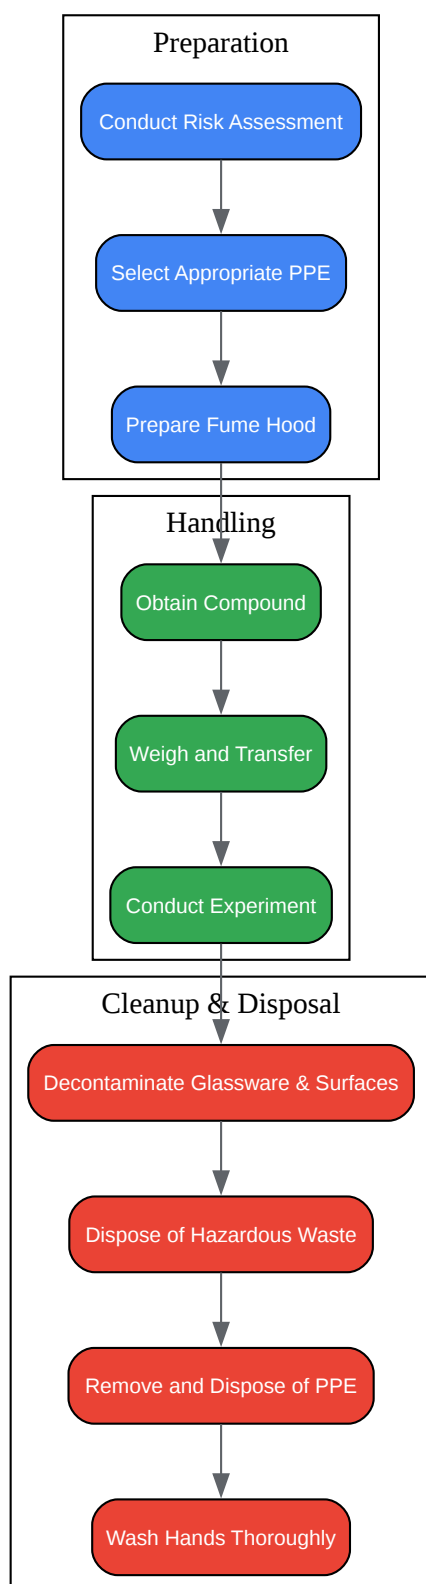 Preparation
Conduct Risk Assessment
Select Appropriate PPE
Prepare Fume Hood
Handling
Obtain Compound
Weigh and Transfer
Conduct Experiment
Cleanup & Disposal
Decontaminate Glassware & Surfaces
Dispose of Hazardous Waste
Remove and Dispose of PPE
Wash Hands Thoroughly